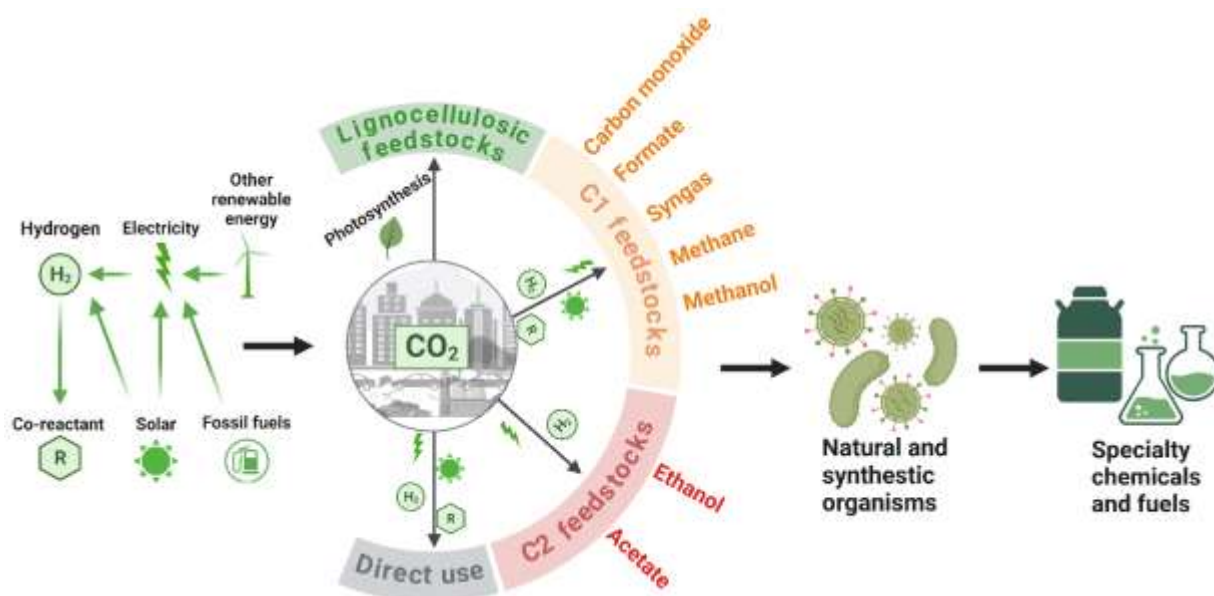 Hydrogen
Electricity
Other
renewable
energy
H2
Co-reactant
R
Solar
Fossil fuels
Lignocellulosic
feedstocks
Photosynthesis
CO2
H2
R
H2
H2
R
Direct use
C1 feedstocks
Carbon monoxide
Formate
Syngas
Methane
Methanol
C2 feedstocks
Ethanol
Acetate
Natural and
synthestic
organisms
Specialty
chemicals
and fuels